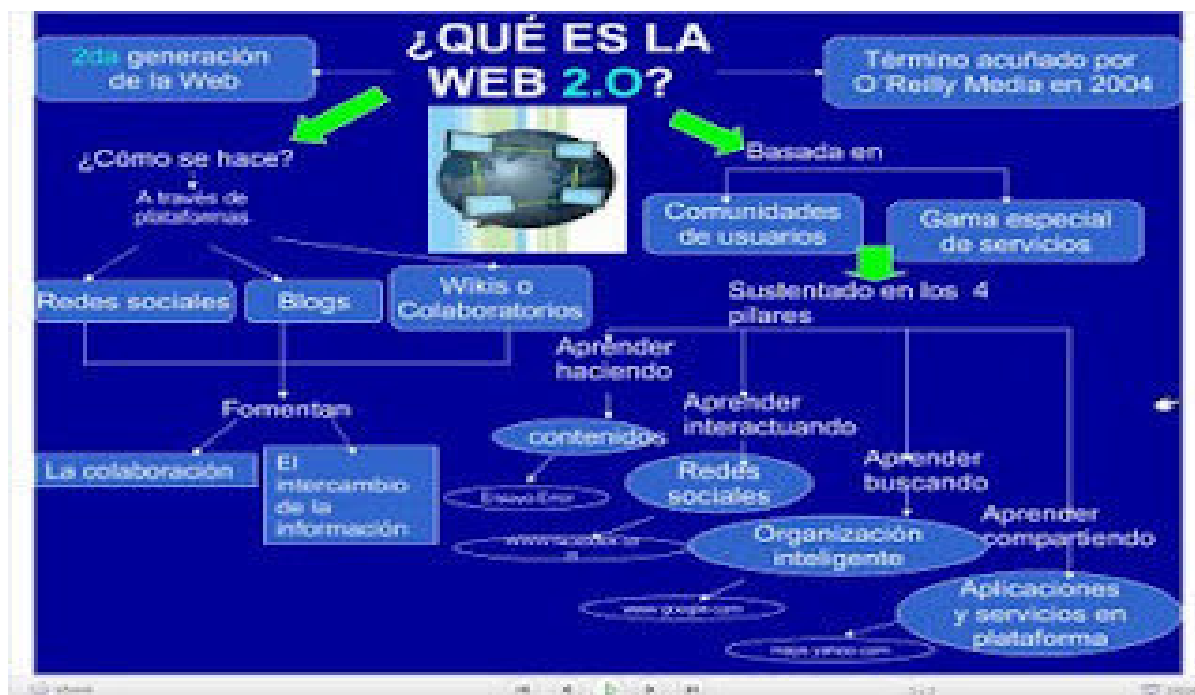 ¿QUÉ ES LA
WEB 2.O?
2da generación
de la Web
Término acuñado por
O´Reilly Media en 2004
¿Cómo se hace?
A través de
plataformas
Redes sociales
Blogs
Wikis o
Colaboratorios
Fomentan
La colaboración
El
intercambio
de la
información
Basada en
Comunidades
de usuarios
Gama especial
de servicios
Sustentado en los 4
pilares
Aprender
haciendo
contenidos
Ensayo-Error
Aprender
interactuando
Redes
sociales
Aprender
buscando
Organización
inteligente
www.google.com
Aprender
compartiendo
Aplicaciones
y servicios en
plataforma
maps.yahoo.com